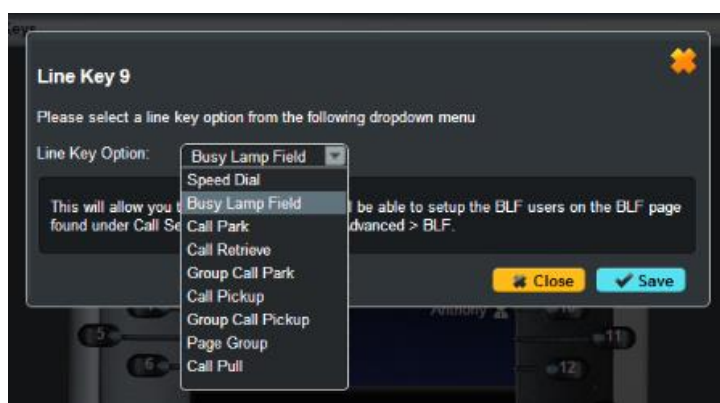 Keys
Line Key 9
Please select a line key option from the following dropdown menu
Line Key Option: Busy Lamp Field
Speed Dial
Busy Lamp Field
Call Park
Call Retrieve
Group Call Park
Call Pickup
Group Call Pickup
Page Group
Call Pull
This will allow you t l be able to setup the BLF users on the BLF page
found under Call Se dvanced > BLF.
Close Save
Anthony
5 11
6 12